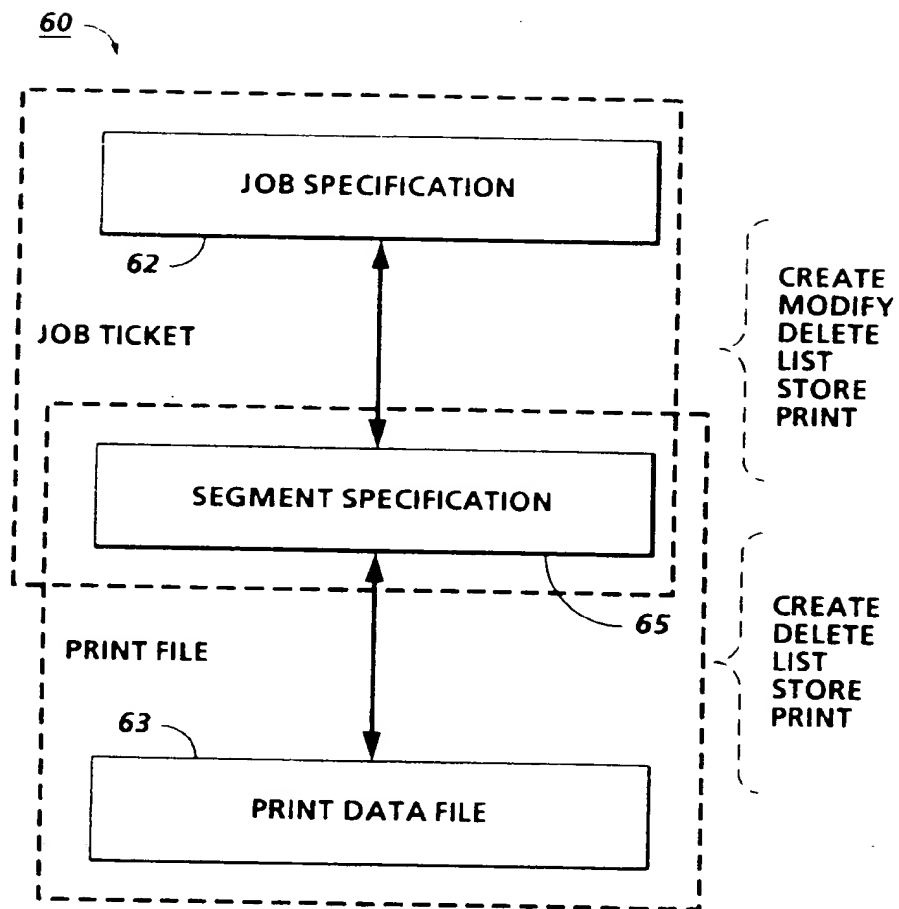 60
JOB SPECIFICATION
62
JOB TICKET
CREATE
MODIFY
DELETE
LIST
STORE
PRINT
SEGMENT SPECIFICATION
65
PRINT FILE
CREATE
DELETE
LIST
STORE
PRINT
63
PRINT DATA FILE